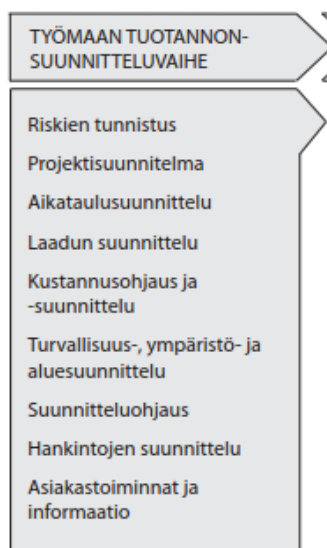 TYÖMAAN TUOTANNON-
SUUNNITTELUVAIHE
Riskien tunnistus
Projektisuunnitelma
Aikataulusuunnittelu
Laadun suunnittelu
Kustannusohjaus ja
-suunnittelu
Turvallisuus-, ympäristö- ja
aluesuunnittelu
Suunnitteluohjaus
Hankintojen suunnittelu
Asiakastoiminnat ja
informaatio